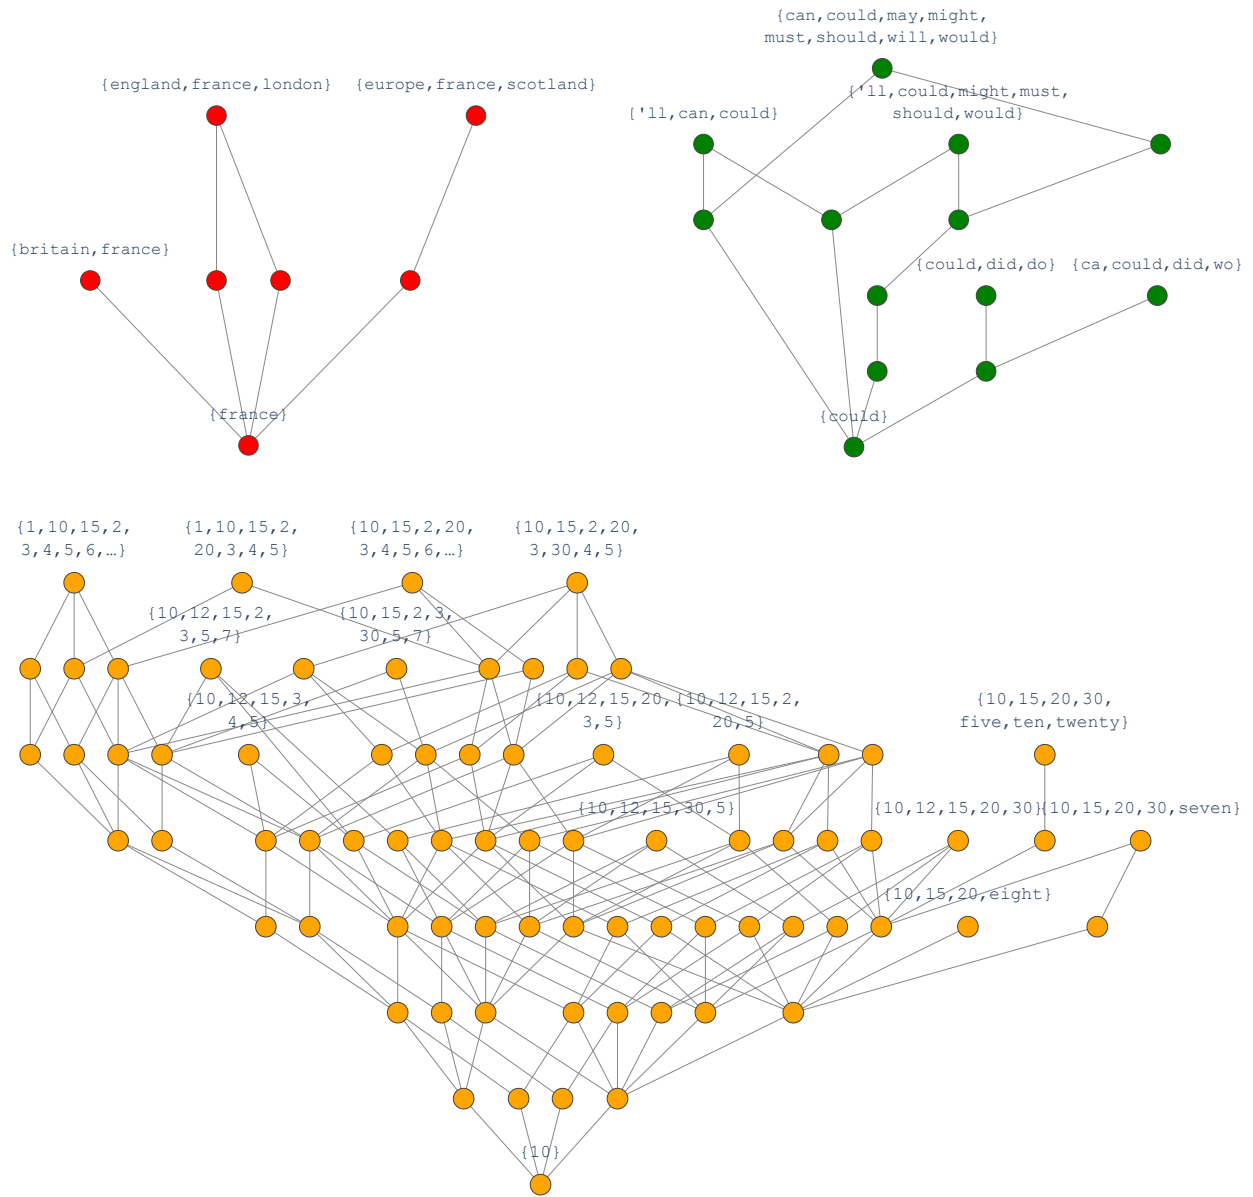 {can,could,may,might,
must,should,will,would}
{england,france,london}
{europe,france,scotland}
{'ll,can,could}
{'ll,could,might,must,
should,would}
{britain,france}
{could,did,do}
{ca,could,did,wo}
{france}
{could}
{1,10,15,2,
3,4,5,6,…}
{1,10,15,2,
20,3,4,5}
{10,15,2,20,
3,4,5,6,…}
{10,15,2,20,
3,30,4,5}
{10,12,15,2,
3,5,7}
{10,15,2,3,
30,5,7}
{10,12,15,3,
4,5}
{10,12,15,20,
3,5}
{10,12,15,2,
20,5}
{10,15,20,30,
five,ten,twenty}
{10,12,15,30,5}
{10,12,15,20,30}
{10,15,20,30,seven}
{10,15,20,eight}
{10}